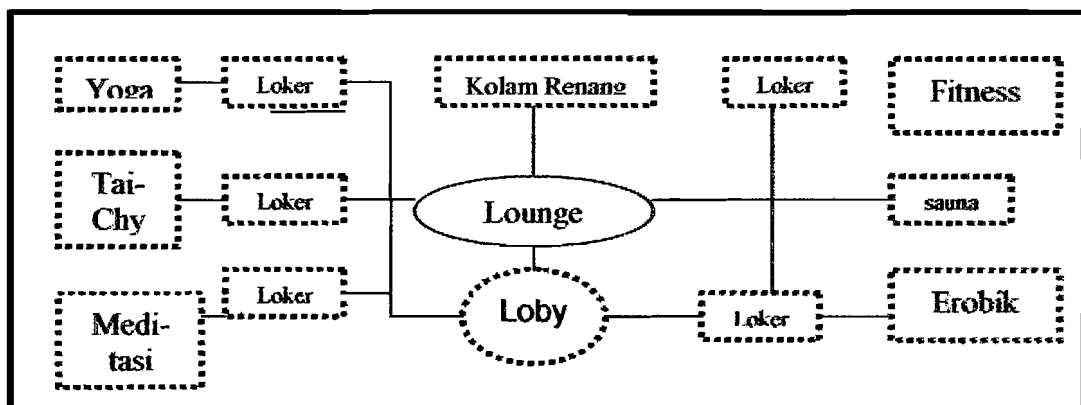 Yoga
Loker
Kolam Renang
Loker
Fitness
Tai-
Chy
Loker
Lounge
sauna
Medi-
tasi
Loker
Loby
Loker
Erobik